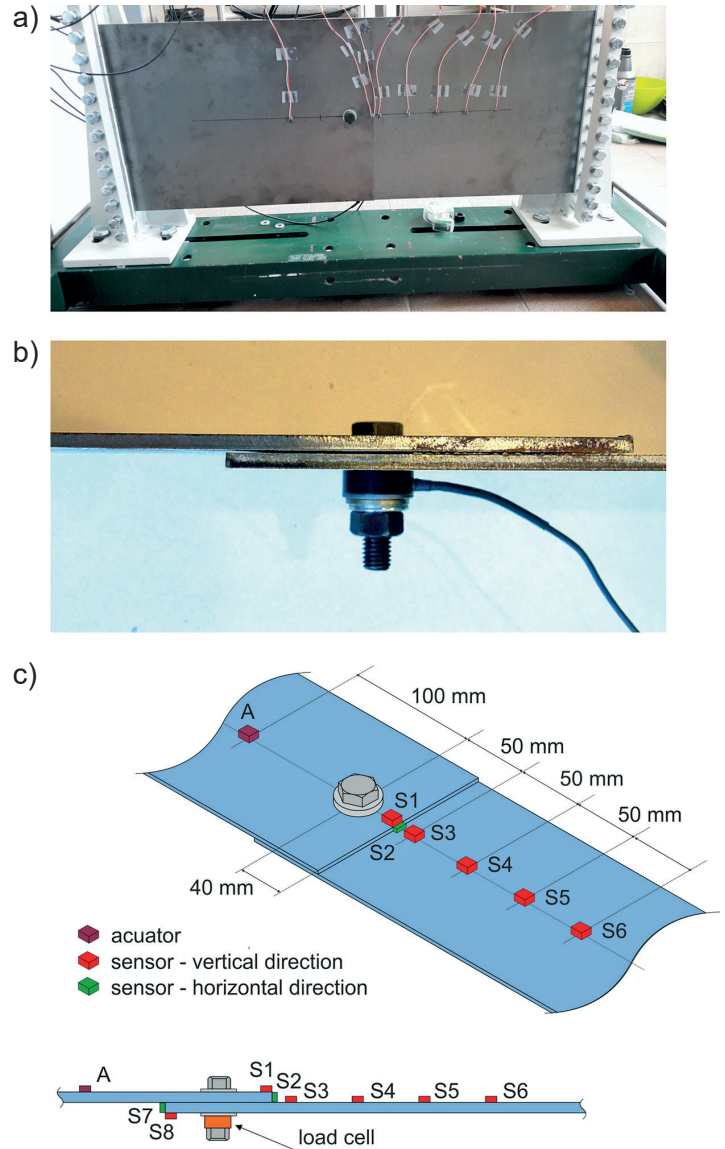 a)
b)
c)
100 mm
A
50 mm
50 mm
S1
50 mm
S3
S2
S4
40 mm
S5
S6
acuator
sensor - vertical direction
sensor - horizontal direction
A
S1
S2
S3
S4
S5
S6
S7
S8
load cell